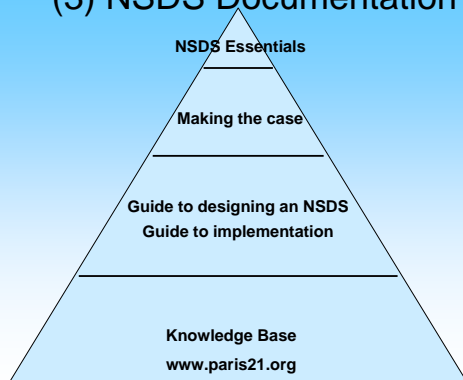 (3) NSDS Documentation
NSDS Essentials
Making the case
Guide to designing an NSDS
Guide to implementation
Knowledge Base
www.paris21.org